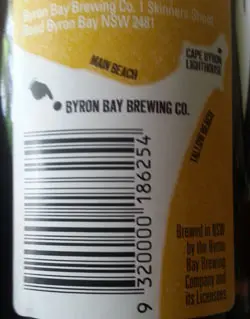 Byron Bay Brewing Co. 1 Skinners Shoot
Road Byron Bay NSW 2481
MAIN BEACH
CAPE BYRON
LIGHTHOUSE
BYRON BAY BREWING CO.
TALLOW BEACH
9 320000 186254
Brewed in NSW
by the Byron
Bay Brewing
Company and
its Licensees